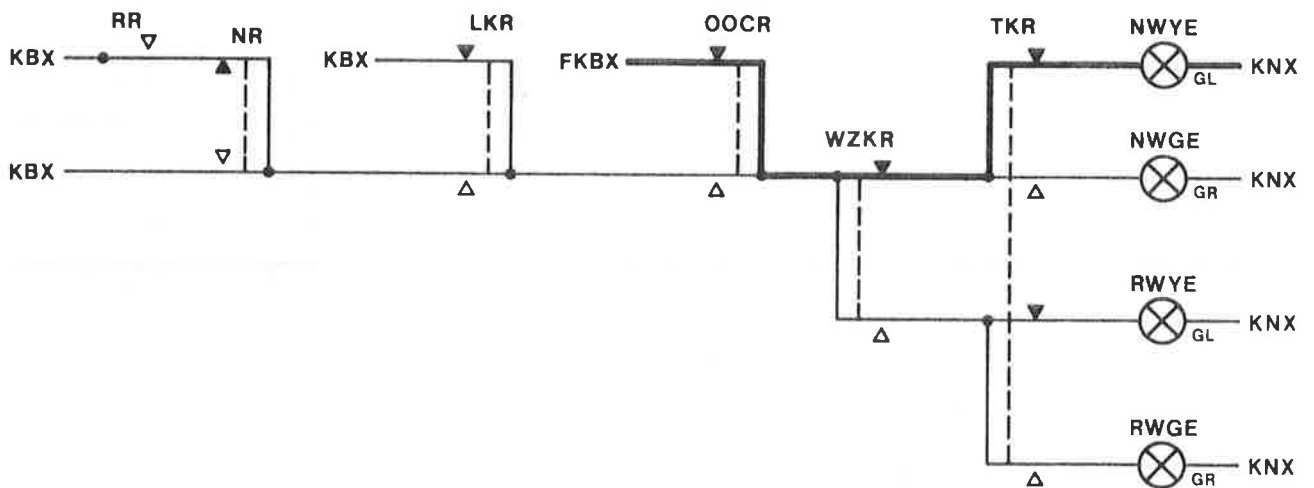 RR NR LKR OOCR TKR NWYE
KBX KBX FKBX GL KNX
WZKR NWGE
KBX GR KNX
RWYE
GL KNX
RWGE
GR KNX